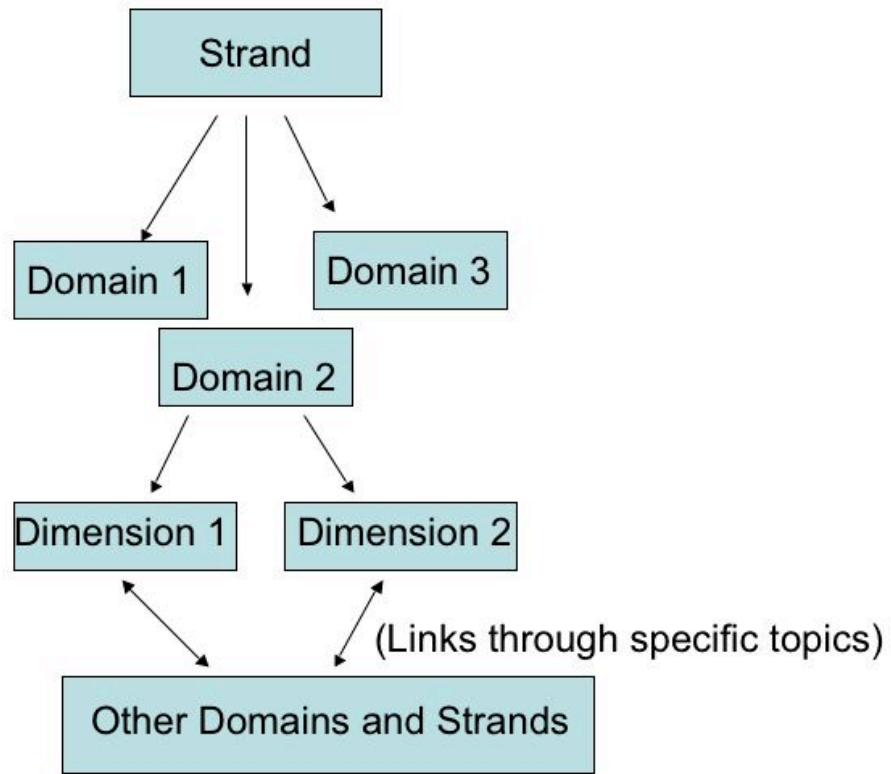 Strand
Domain 1
Domain 3
Domain 2
Dimension 1
Dimension 2
(Links through specific topics)
Other Domains and Strands